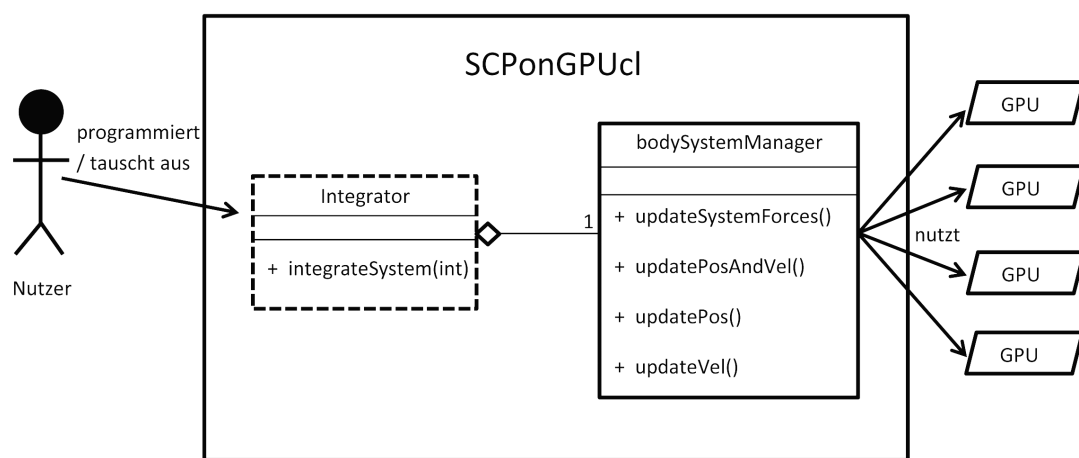 SCPonGPUcl
programmiert
/ tauscht aus
Nutzer
Integrator
+ integrateSystem(int)
1
bodySystemManager
+ updateSystemForces()
+ updatePosAndVel()
+ updatePos()
+ updateVel()
nutzt
GPU
GPU
GPU
GPU